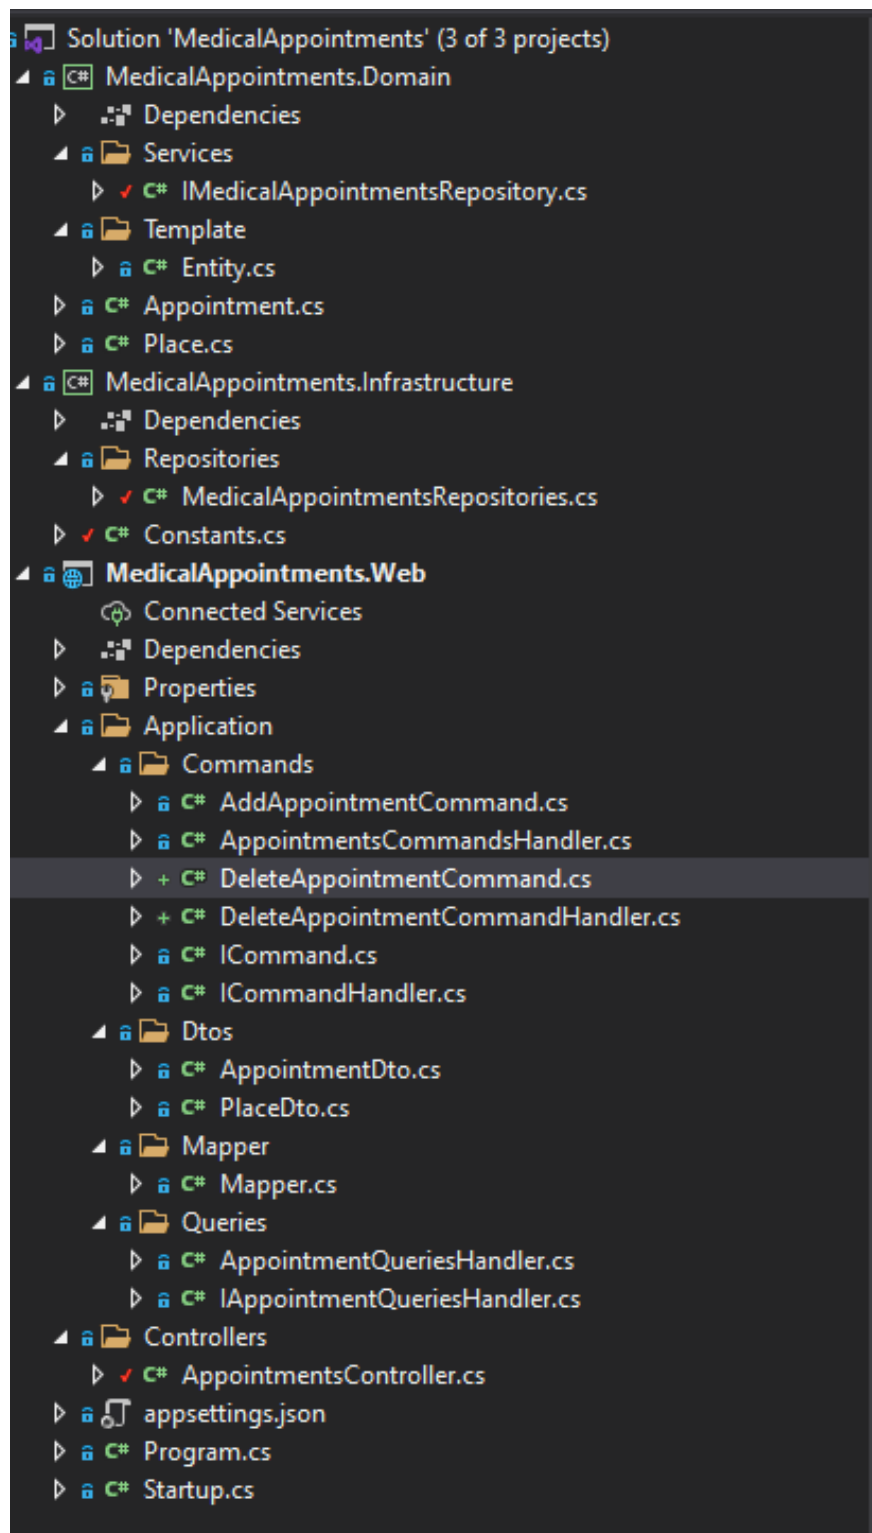 Solution 'MedicalAppointments' (3 of 3 projects)
C# MedicalAppointments.Domain
Dependencies
Services
C# IMedicalAppointmentsRepository.cs
Template
C# Entity.cs
C# Appointment.cs
C# Place.cs
C# MedicalAppointments.Infrastructure
Dependencies
Repositories
C# MedicalAppointmentsRepositories.cs
C# Constants.cs
MedicalAppointments.Web
Connected Services
Dependencies
Properties
Application
Commands
C# AddAppointmentCommand.cs
C# AppointmentsCommandsHandler.cs
+ C# DeleteAppointmentCommand.cs
+ C# DeleteAppointmentCommandHandler.cs
C# ICommand.cs
C# ICommandHandler.cs
Dtos
C# AppointmentDto.cs
C# PlaceDto.cs
Mapper
C# Mapper.cs
Queries
C# AppointmentQueriesHandler.cs
C# IAppointmentQueriesHandler.cs
Controllers
C# AppointmentsController.cs
appsettings.json
C# Program.cs
C# Startup.cs